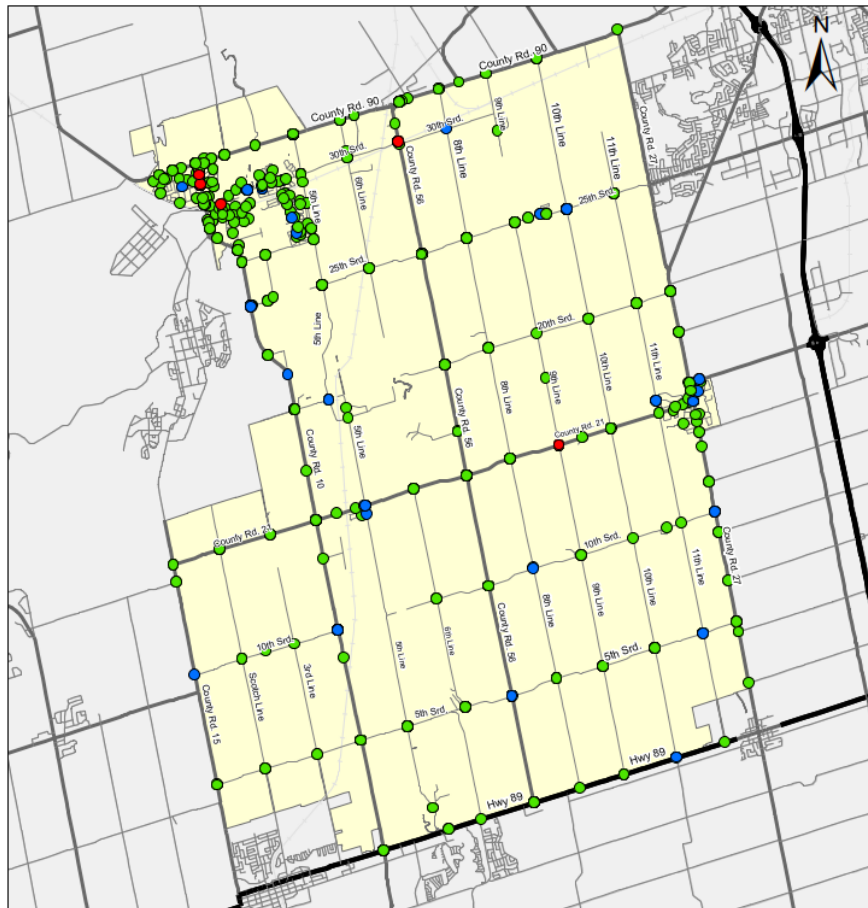 N
County Rd. 90
County Rd. 90
30th Srd.
30th Srd.
9th Line
10th Line
County Rd. 27
8th Line
County Rd. 56
11th Line
6th Line
5th Line
25th Srd.
25th Srd.
20th Srd.
5th Line
11th Line
10th Line
9th Line
8th Line
County Rd. 56
5th Line
County Rd. 10
County Rd. 21
10th Srd.
11th Line
County Rd. 27
10th Line
9th Line
8th Line
County Rd. 56
6th Line
5th Line
10th Srd.
3rd Line
Scotch Line
County Rd. 15
5th Srd.
5th Srd.
Hwy 89
Hwy 89